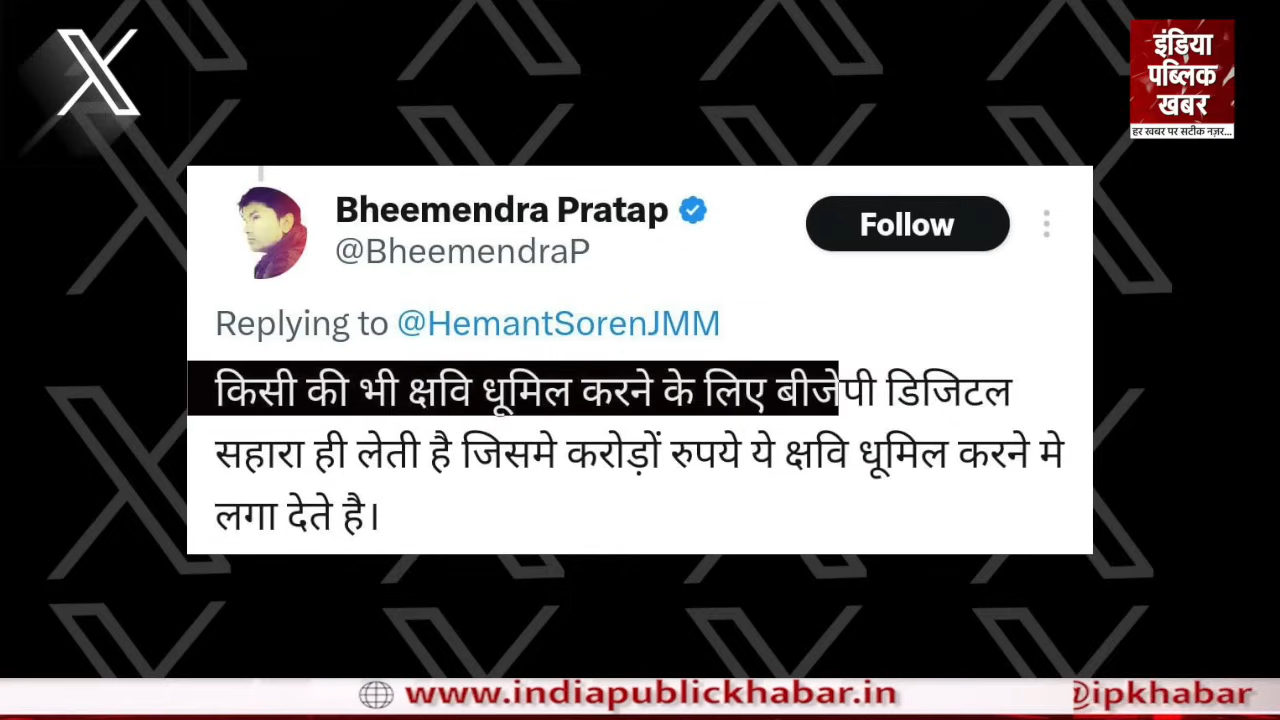 इंडिया
पब्लिक
खबर
हर खबर पर सटीक नज़र...
Bheemendra Pratap
@BheemendraP
Follow
Replying to @HemantSorenJMM
किसी की भी क्षवि धूमिल करने के लिए बीजेपी डिजिटल
सहारा ही लेती है जिसमे करोड़ों रुपये ये क्षवि धूमिल करने मे
लगा देते है।
www.indiapublickhabar.in
@ipkhabar